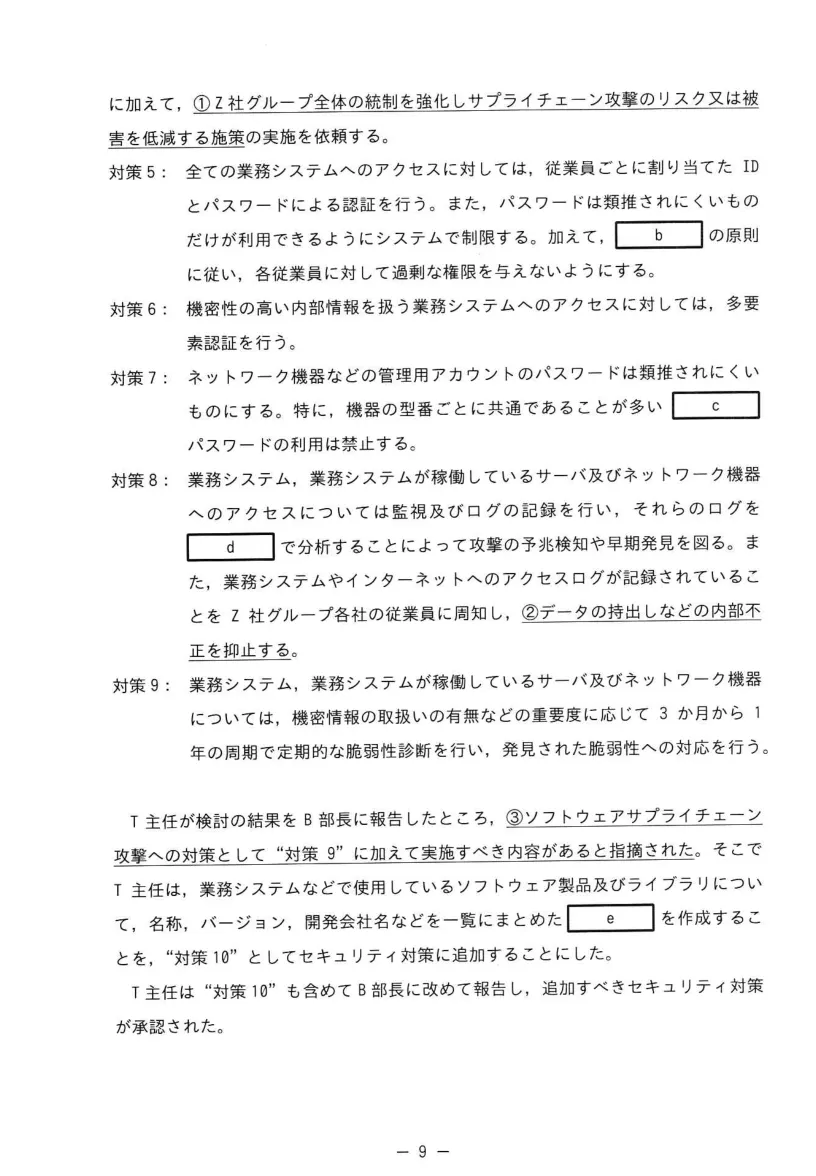 に加えて，①Z社グループ全体の統制を強化しサプライチェーン攻撃のリスク又は被
害を低減する施策の実施を依頼する。
対策5： 全ての業務システムへのアクセスに対しては，従業員ごとに割り当てた ID
とパスワードによる認証を行う。また，パスワードは類推されにくいもの
だけが利用できるようにシステムで制限する。加えて， b の原則
に従い，各従業員に対して過剰な権限を与えないようにする。
対策6： 機密性の高い内部情報を扱う業務システムへのアクセスに対しては，多要
素認証を行う。
対策7： ネットワーク機器などの管理用アカウントのパスワードは類推されにくい
ものにする。特に，機器の型番ごとに共通であることが多い c
パスワードの利用は禁止する。
対策8： 業務システム，業務システムが稼働しているサーバ及びネットワーク機器
へのアクセスについては監視及びログの記録を行い，それらのログを
d で分析することによって攻撃の予兆検知や早期発見を図る。ま
た，業務システムやインターネットへのアクセスログが記録されているこ
とを Z 社グループ各社の従業員に周知し，②データの持出しなどの内部不
正を抑止する。
対策9： 業務システム，業務システムが稼働しているサーバ及びネットワーク機器
については，機密情報の取扱いの有無などの重要度に応じて 3 か月から 1
年の周期で定期的な脆弱性診断を行い，発見された脆弱性への対応を行う。
T 主任が検討の結果を B 部長に報告したところ，③ソフトウェアサプライチェーン
攻撃への対策として“対策 9”に加えて実施すべき内容があると指摘された。そこで
T 主任は，業務システムなどで使用しているソフトウェア製品及びライブラリについ
て，名称，バージョン，開発会社名などを一覧にまとめた e を作成するこ
とを，“対策10”としてセキュリティ対策に追加することにした。
T 主任は“対策10”も含めて B 部長に改めて報告し，追加すべきセキュリティ対策
が承認された。
― 9 ―